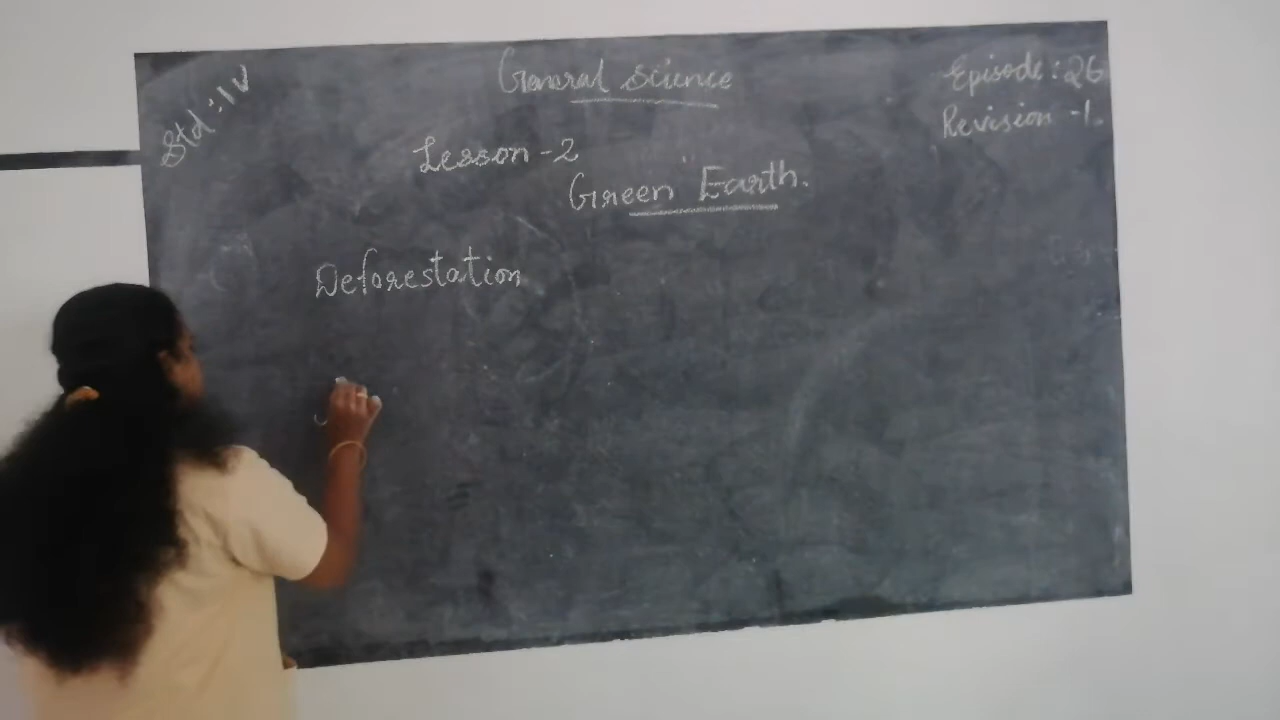 Std : IV
General Science
Episode : 26
Revision -1.
Lesson - 2
"Green Earth.
Deforestation